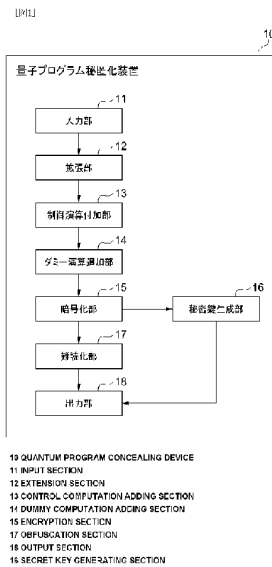 [図1]
10
量子プログラム秘匿化装置
11
入力部
12
拡張部
13
制御演算付加部
14
ダミー演算追加部
15
暗号化部
16
秘密鍵生成部
17
難読化部
18
出力部
10 QUANTUM PROGRAM CONCEALING DEVICE
11 INPUT SECTION
12 EXTENSION SECTION
13 CONTROL COMPUTATION ADDING SECTION
14 DUMMY COMPUTATION ADDING SECTION
15 ENCRYPTION SECTION
17 OBFUSCATION SECTION
18 OUTPUT SECTION
16 SECRET KEY GENERATING SECTION